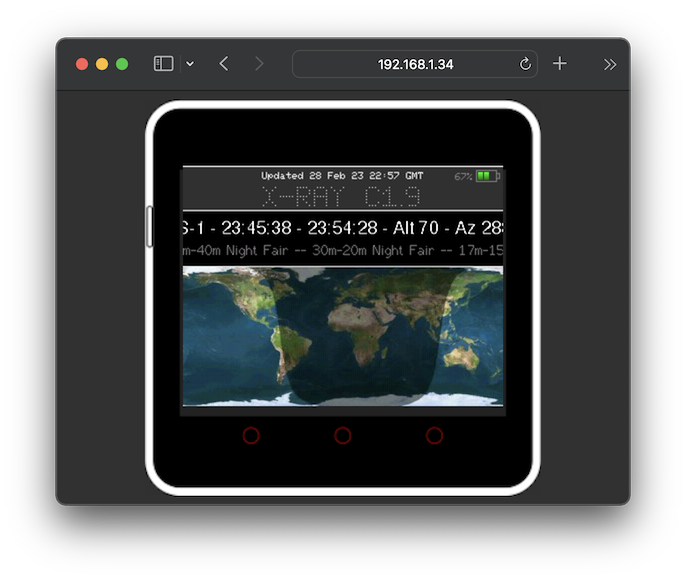 192.168.1.34
Updated 28 Feb 23 22:57 GMT
67%
X-RAY C1.9
S-1 - 23:45:38 - 23:54:28 - Alt 70 - Az 28
m-40m Night Fair -- 30m-20m Night Fair -- 17m-15